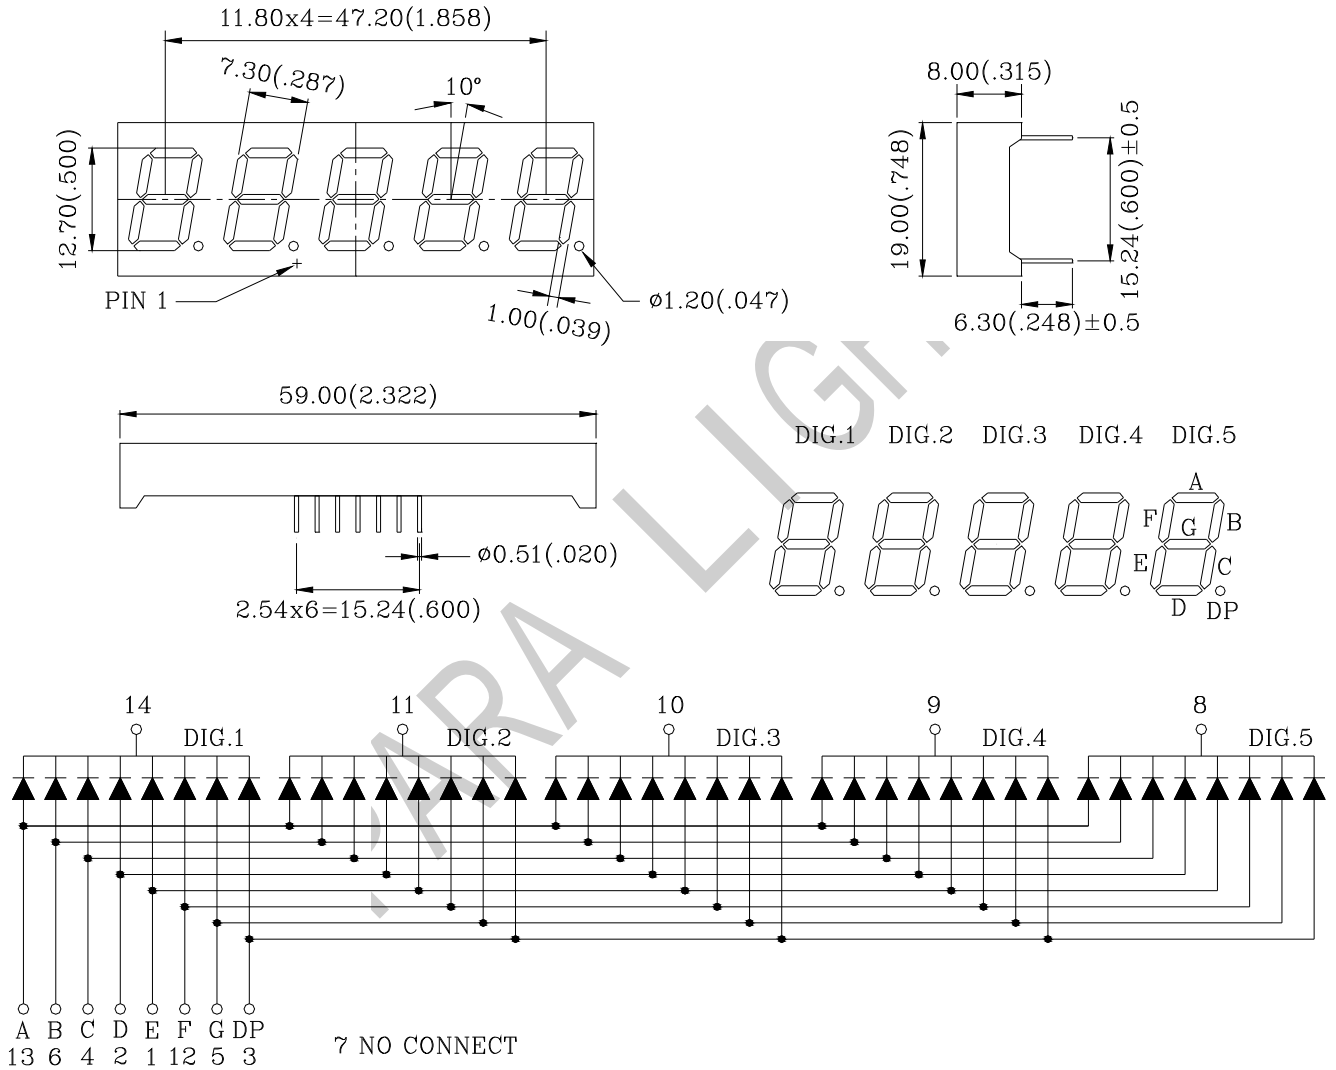 11.80x4=47.20(1.858)
7.30(.287)
10°
12.70(.500)
PIN 1
1.00(.039)
ø1.20(.047)
8.00(.315)
19.00(.748)
15.24(.600)±0.5
6.30(.248)±0.5
59.00(2.322)
ø0.51(.020)
2.54x6=15.24(.600)
DIG.1 DIG.2 DIG.3 DIG.4 DIG.5
A
F G B
E C
D DP
PARA LIGHT
14 11 10 9 8
DIG.1 DIG.2 DIG.3 DIG.4 DIG.5
A B C D E F G DP
13 6 4 2 1 12 5 3
7 NO CONNECT